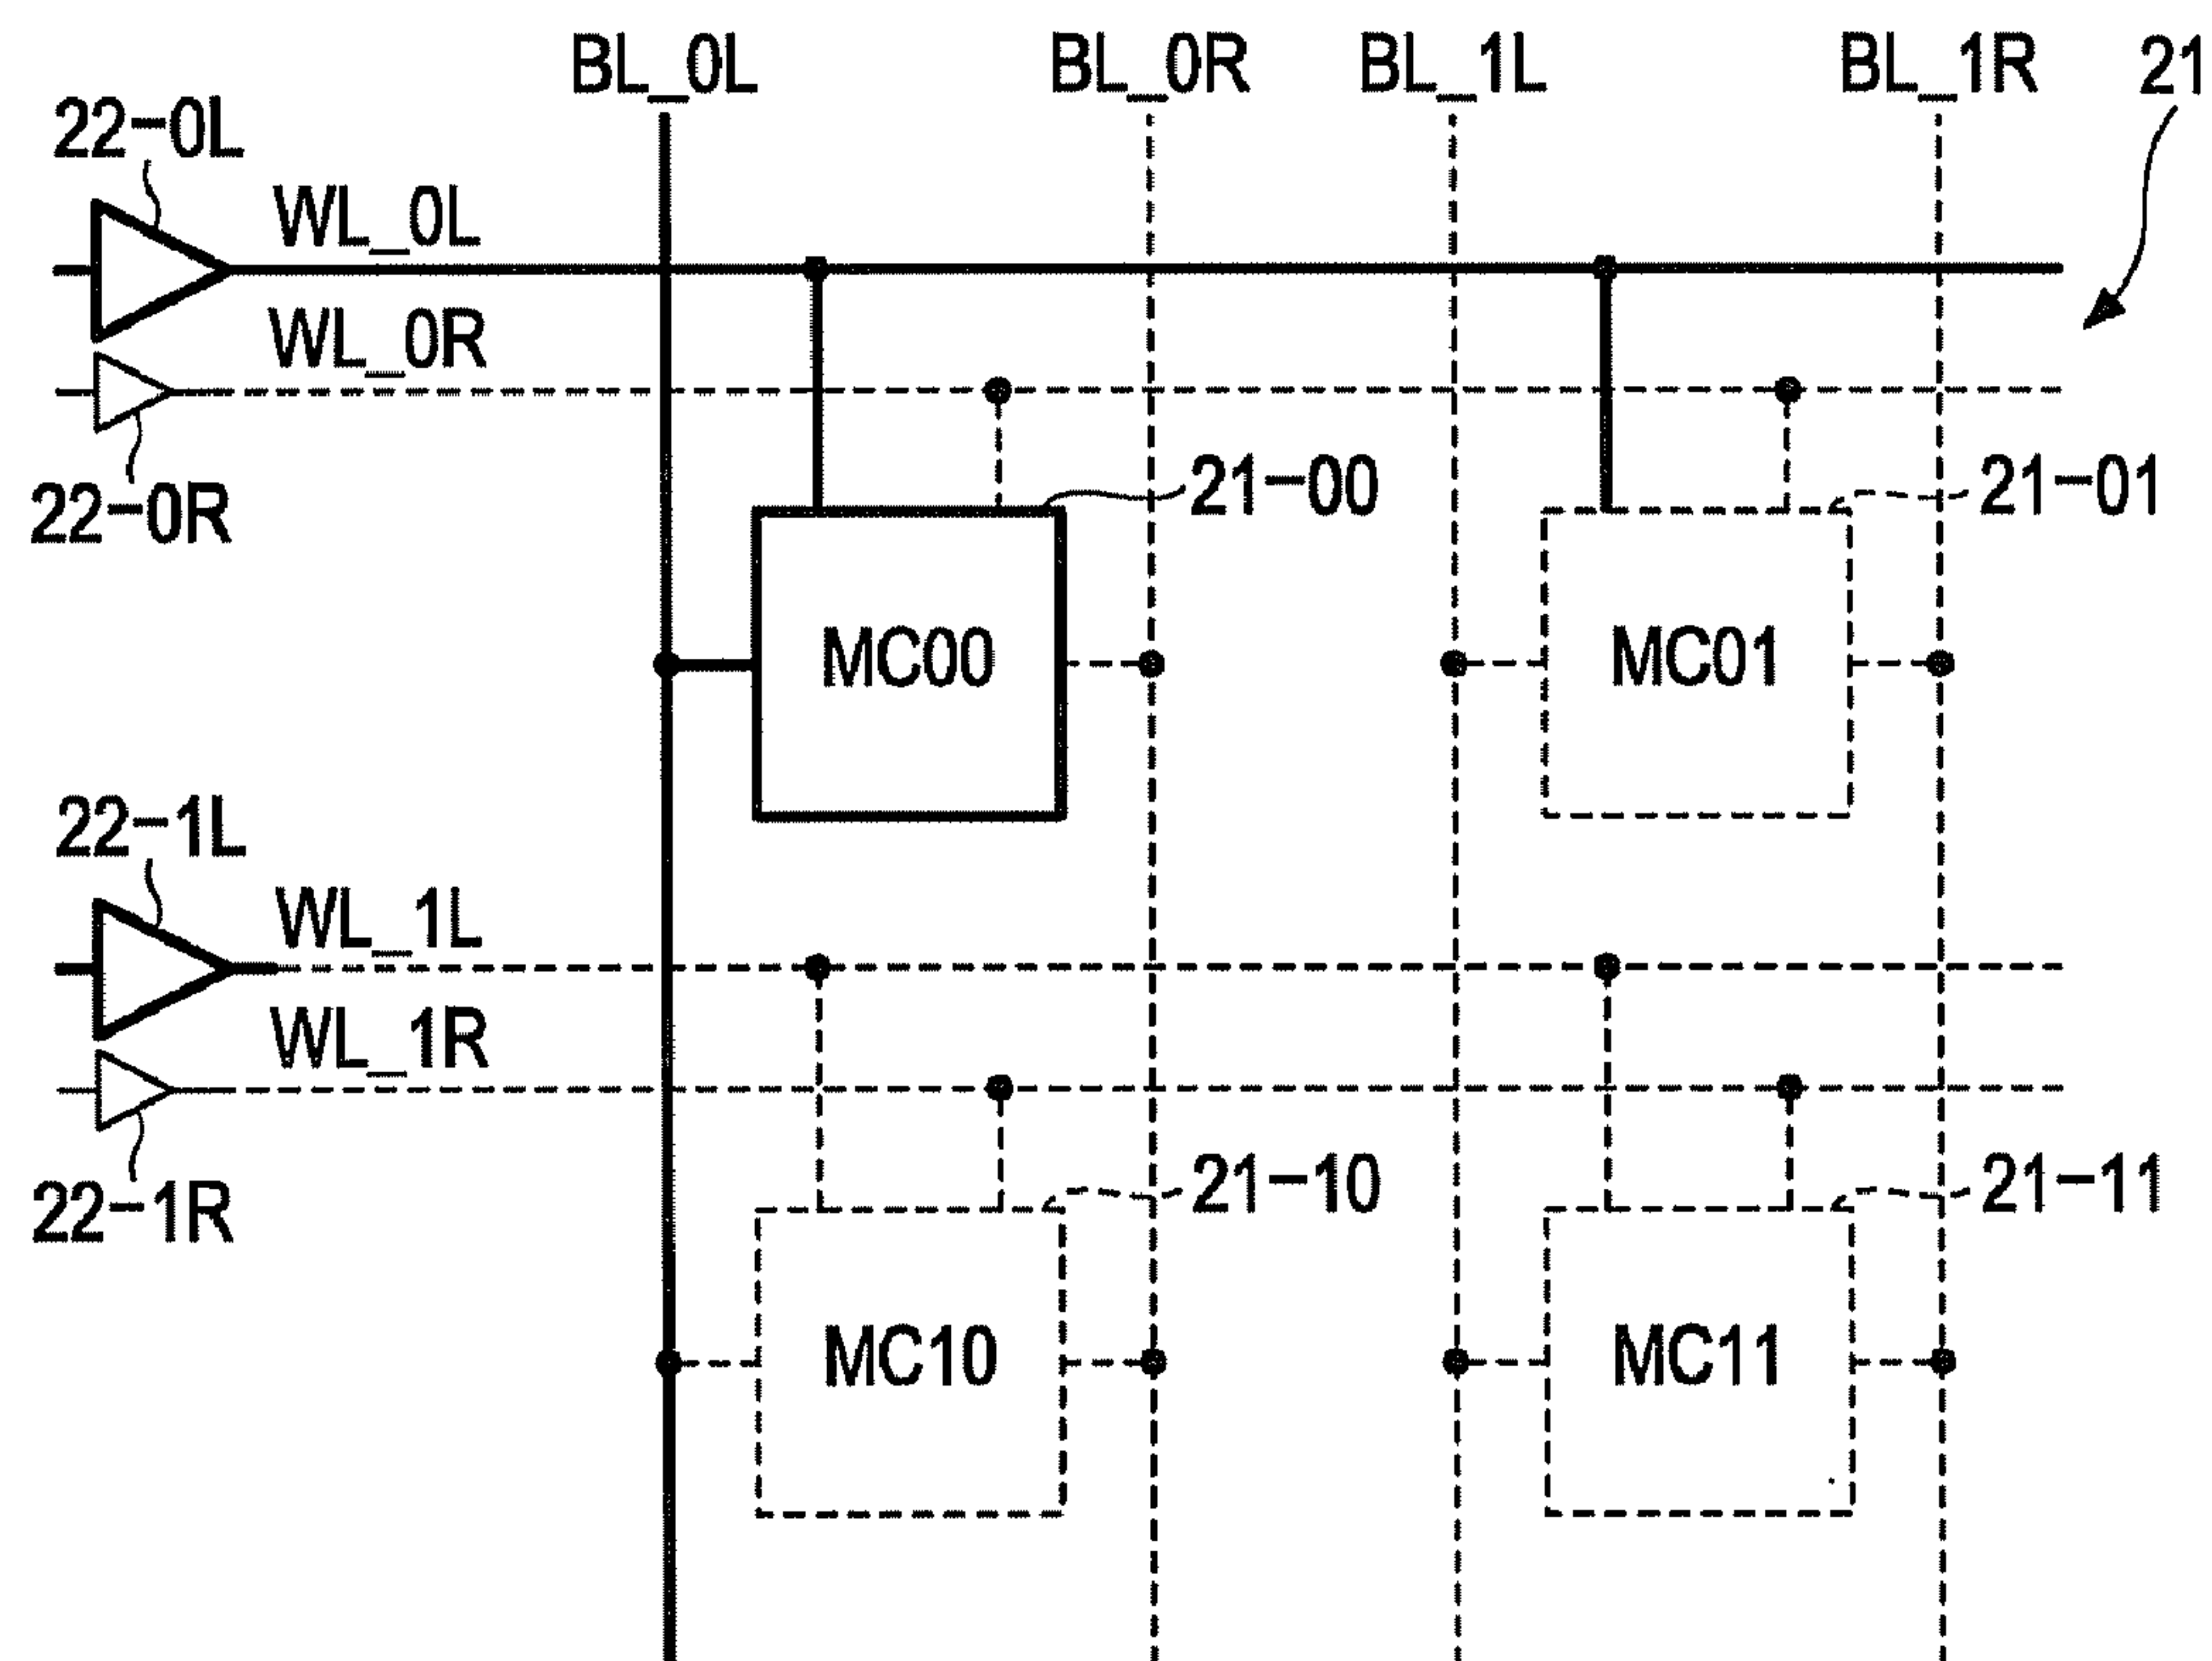 BL_0L BL_0R BL_1L BL_1R 21
22-0L
WL_0L
WL_0R
22-0R
21-00 21-01
MC00 MC01
22-1L
WL_1L
WL_1R
22-1R
21-10 21-11
MC10 MC11